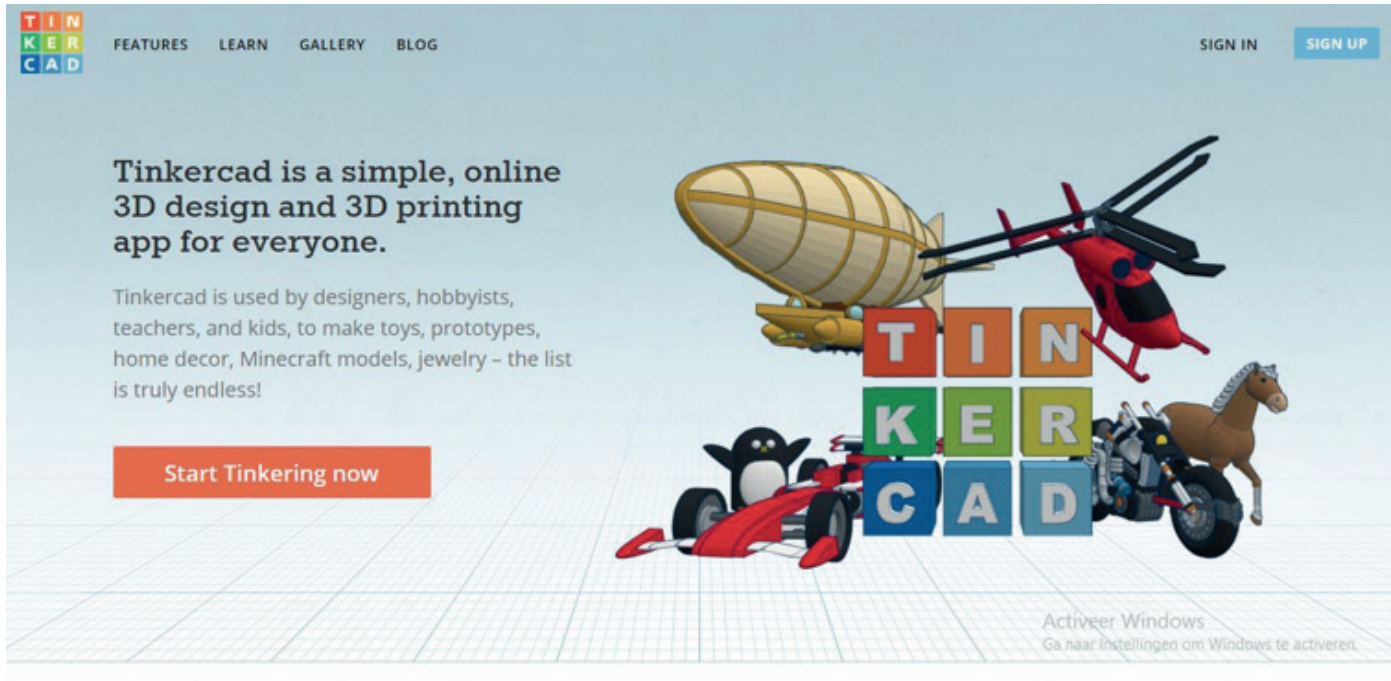 TIN
KER
CAD
FEATURES LEARN GALLERY BLOG SIGN IN SIGN UP
Tinkercad is a simple, online
3D design and 3D printing
app for everyone.
Tinkercad is used by designers, hobbyists,
teachers, and kids, to make toys, prototypes,
home decor, Minecraft models, jewelry – the list
is truly endless!
Start Tinkering now
TIN
KER
CAD
Activeer Windows
Ga naar Instellingen om Windows te activeren.